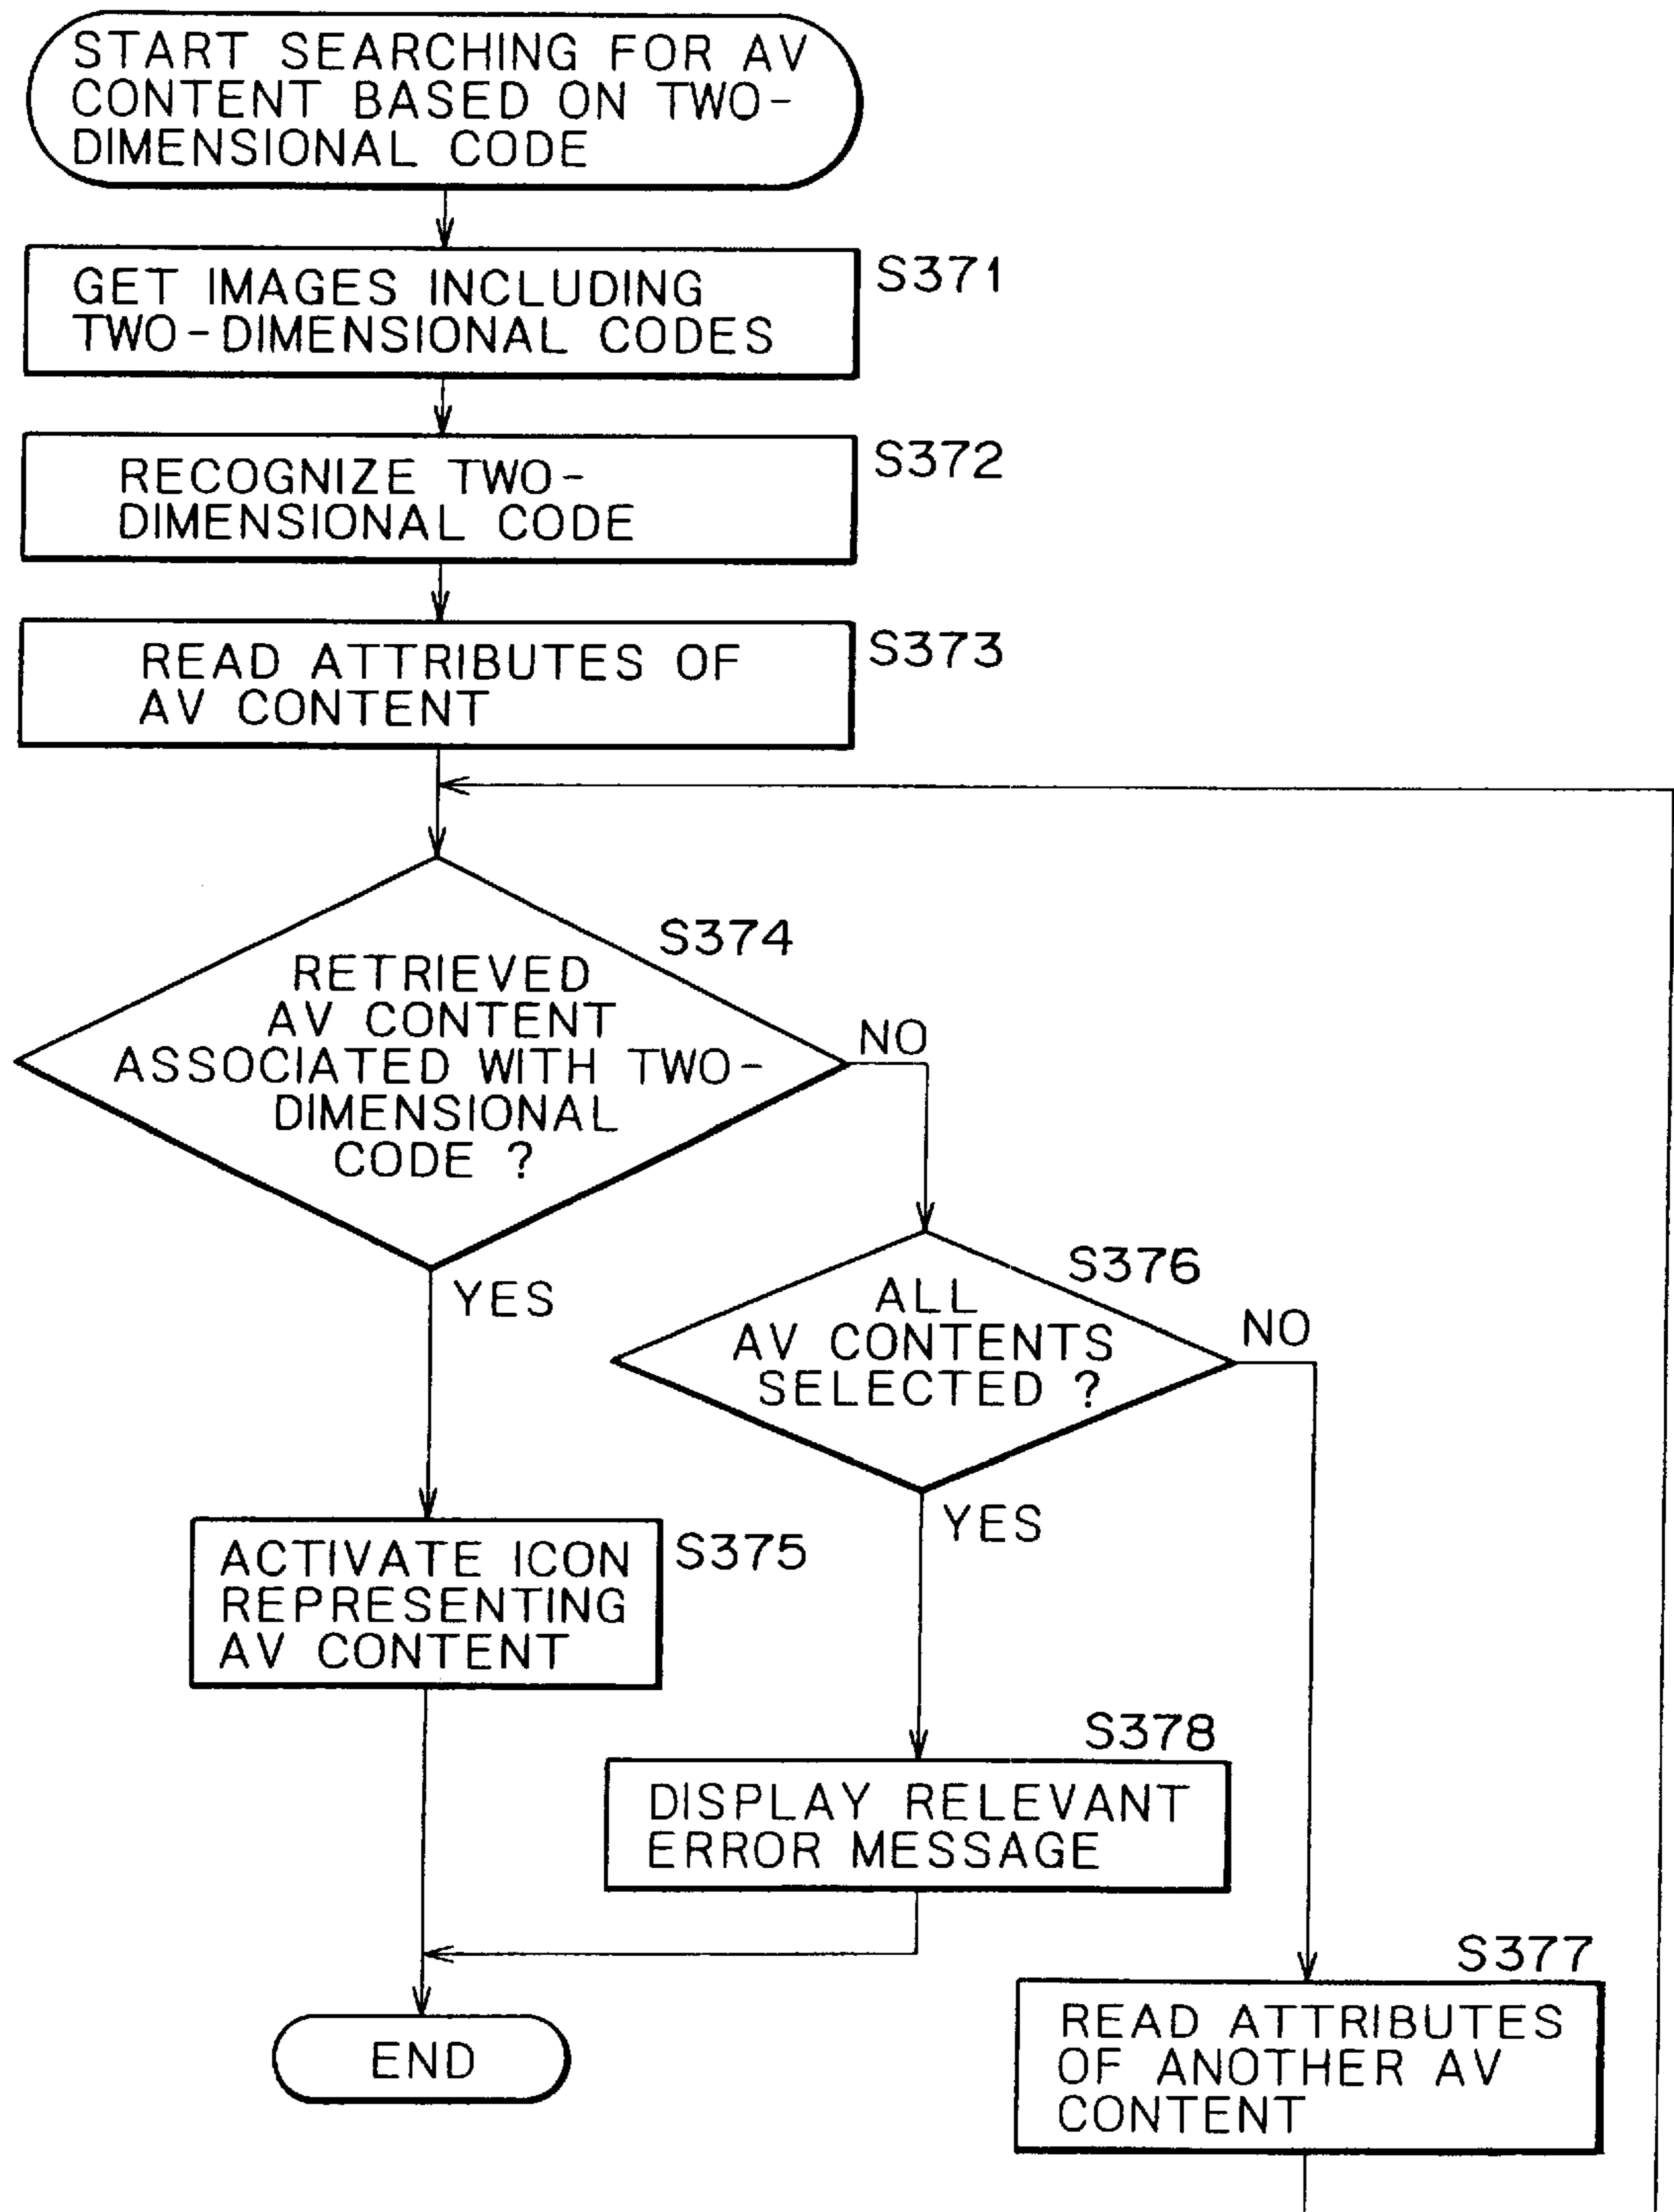 START SEARCHING FOR AV
CONTENT BASED ON TWO-
DIMENSIONAL CODE
GET IMAGES INCLUDING
TWO-DIMENSIONAL CODES
S371
RECOGNIZE TWO-
DIMENSIONAL CODE
S372
READ ATTRIBUTES OF
AV CONTENT
S373
S374
RETRIEVED
AV CONTENT
ASSOCIATED WITH TWO-
DIMENSIONAL
CODE ?
NO
YES
S376
ALL
AV CONTENTS
SELECTED ?
NO
YES
ACTIVATE ICON
REPRESENTING
AV CONTENT
S375
S378
DISPLAY RELEVANT
ERROR MESSAGE
S377
READ ATTRIBUTES
OF ANOTHER AV
CONTENT
END